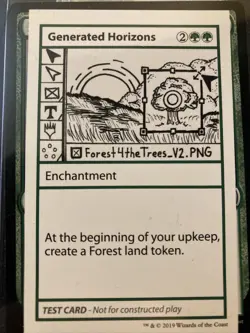 Generated Horizons 2
T
Forest4theTrees_V2.PNG
Enchantment
At the beginning of your upkeep,
create a Forest land token.
TEST CARD - Not for constructed play
™ & © 2019 Wizards of the Coast